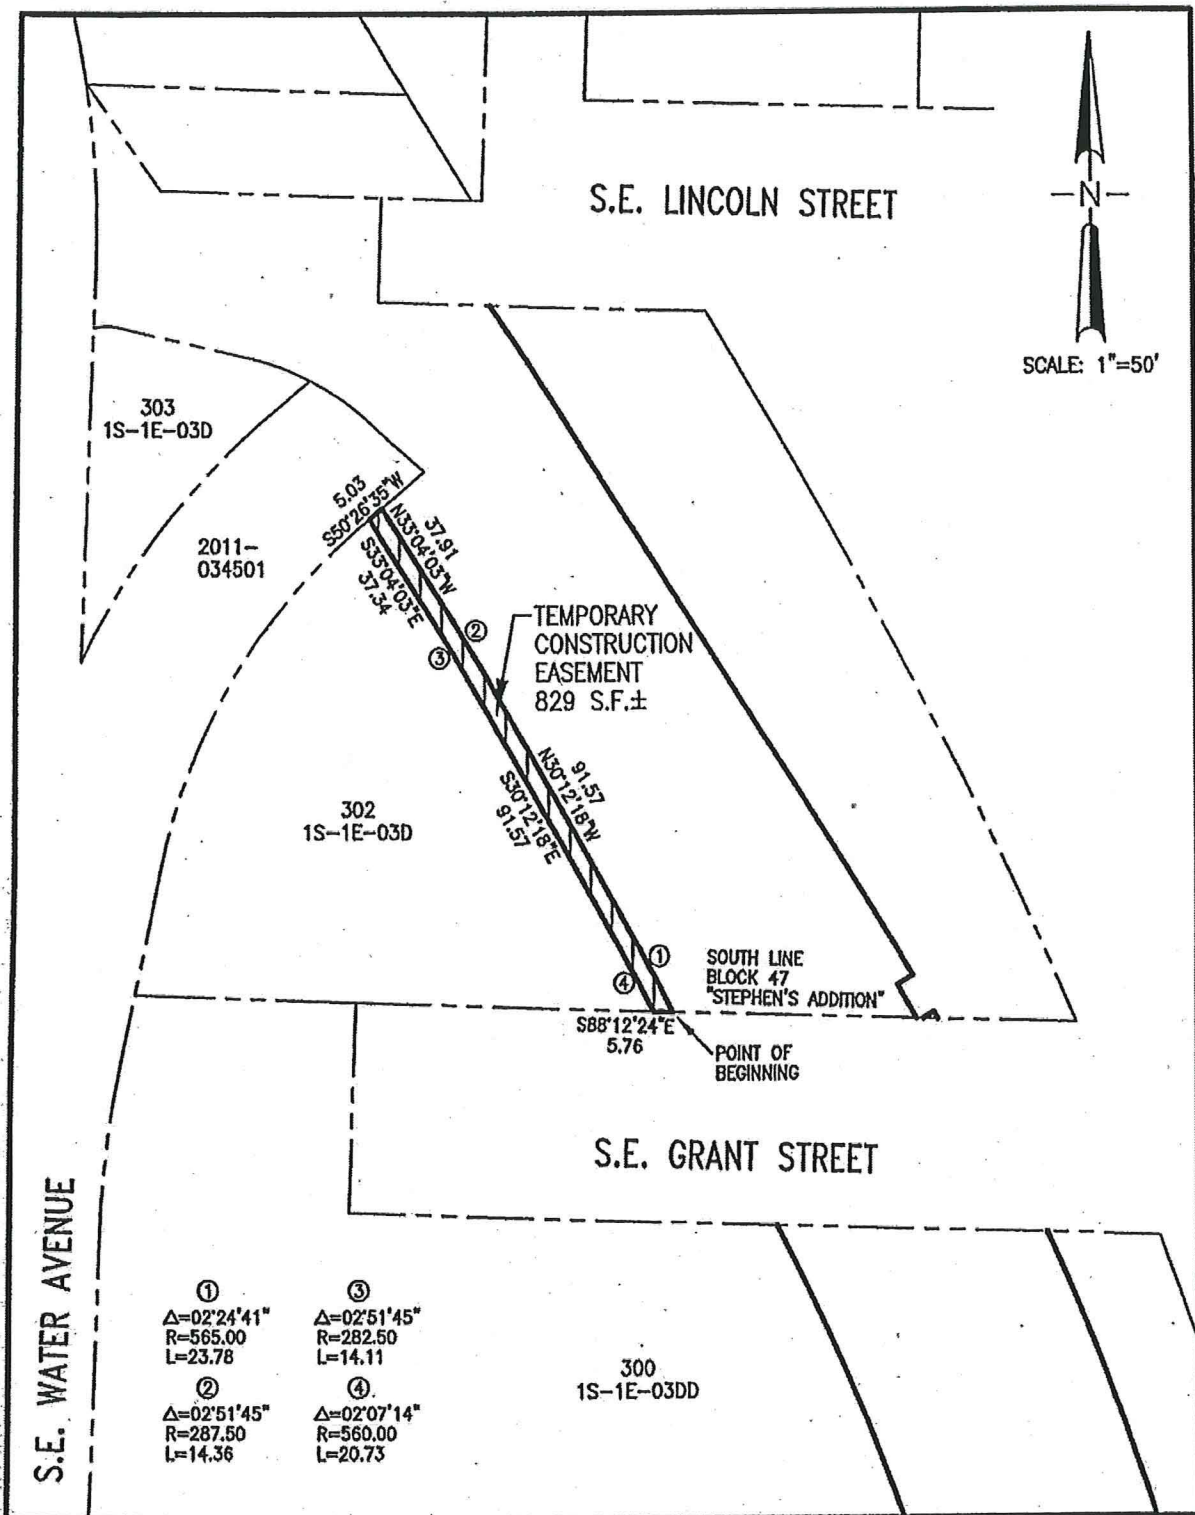 S.E. LINCOLN STREET
N
SCALE: 1"=50'
303
1S-1E-03D
2011-
034501
5.03
S50°26'35"W
37.91
N33°04'03"W
S33°04'03"E
37.34
②
③
TEMPORARY
CONSTRUCTION
EASEMENT
829 S.F.±
91.57
N30°12'18"W
S30°12'18"E
91.57
302
1S-1E-03D
①
④
SOUTH LINE
BLOCK 47
"STEPHEN'S ADDITION"
S88°12'24"E
5.76
POINT OF
BEGINNING
S.E. GRANT STREET
S.E. WATER AVENUE
①
Δ=02°24'41"
R=565.00
L=23.78
②
Δ=02°51'45"
R=287.50
L=14.36
③
Δ=02°51'45"
R=282.50
L=14.11
④
Δ=02°07'14"
R=560.00
L=20.73
300
1S-1E-03DD